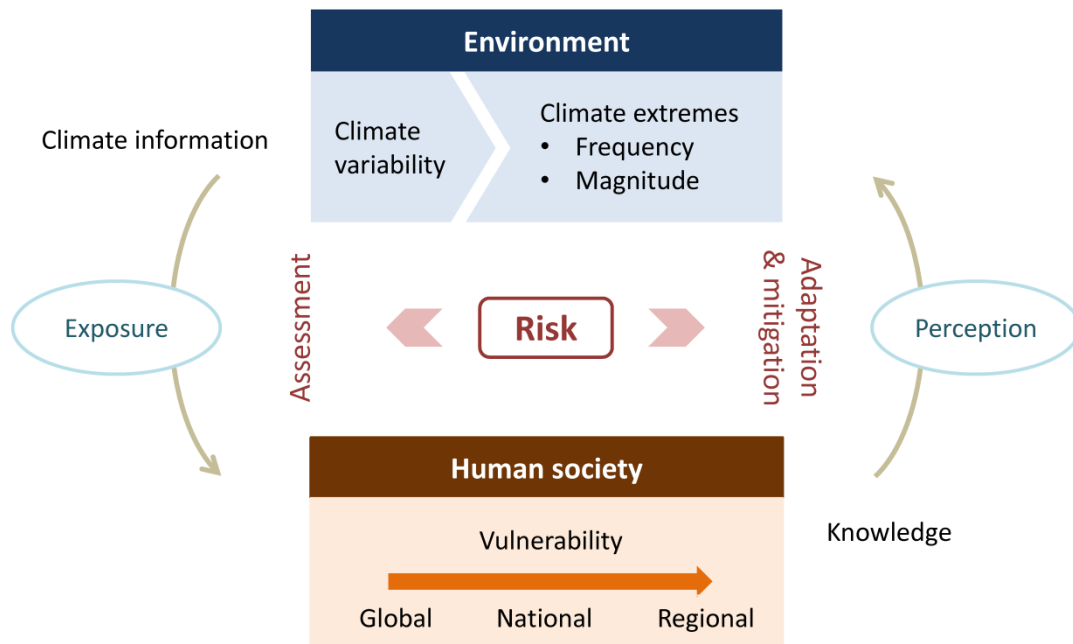 Environment
Climate
variability
Climate extremes
• Frequency
• Magnitude
Climate information
Exposure
Assessment
Risk
Adaptation
& mitigation
Perception
Human society
Vulnerability
Global National Regional
Knowledge